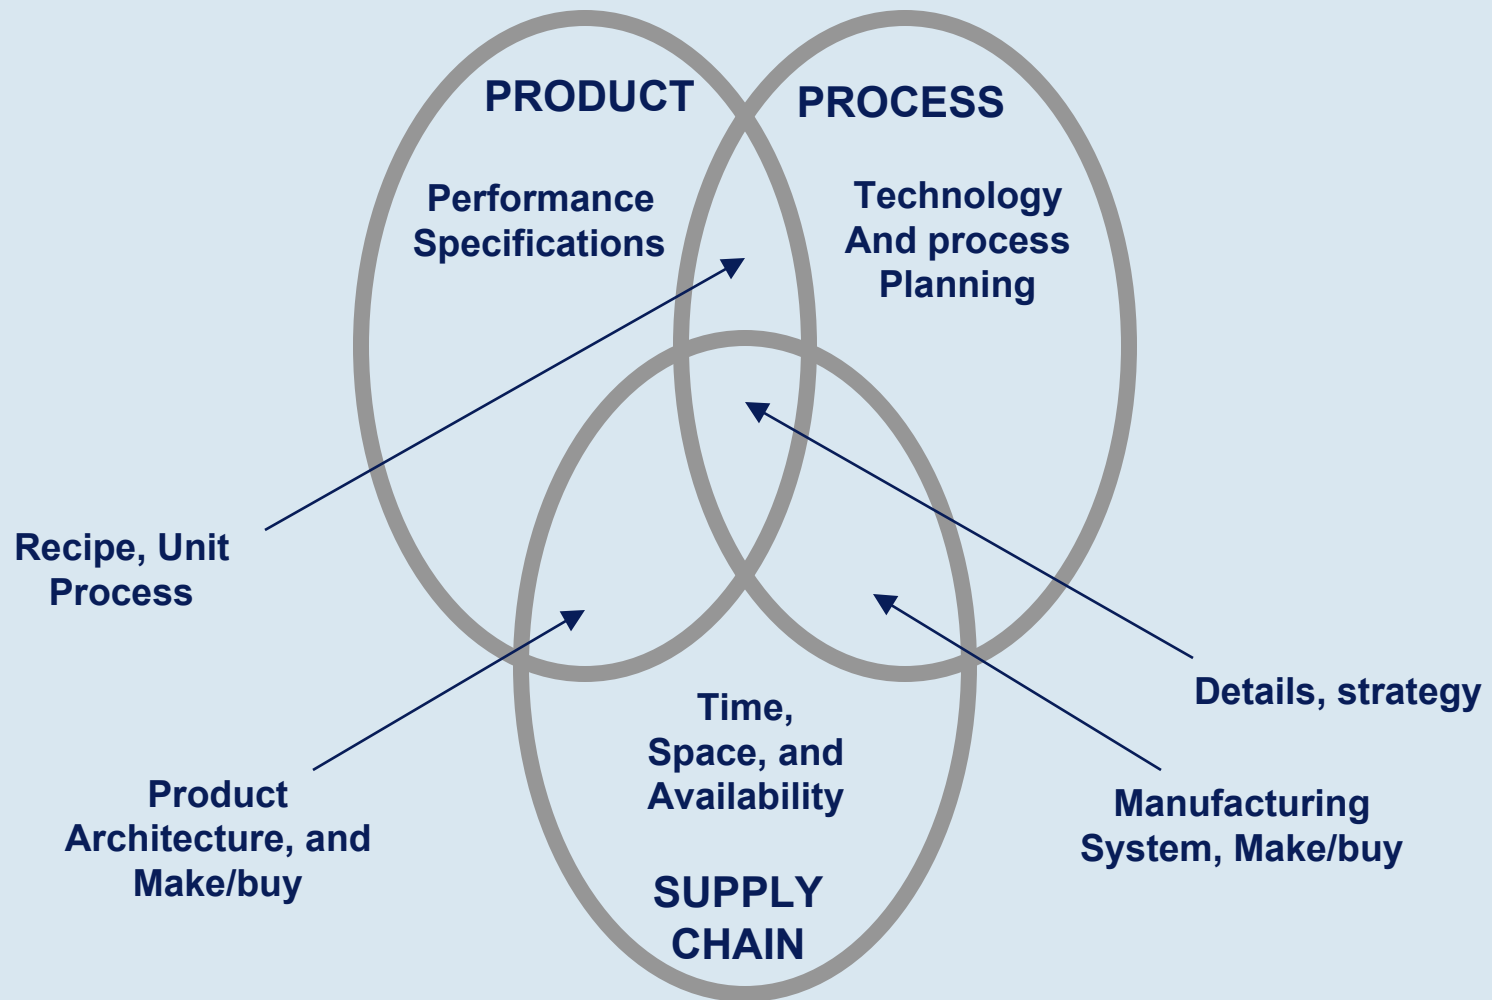 PRODUCT
PROCESS
Performance
Specifications
Technology
And process
Planning
Recipe, Unit
Process
Details, strategy
Time,
Space, and
Availability
Product
Architecture, and
Make/buy
Manufacturing
System, Make/buy
SUPPLY
CHAIN